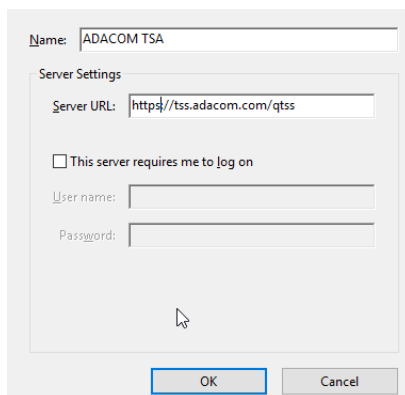 Name: ADACOM TSA
Server Settings
Server URL: https://tss.adacom.com/qtss
This server requires me to log on
User name:
Password:
OK Cancel